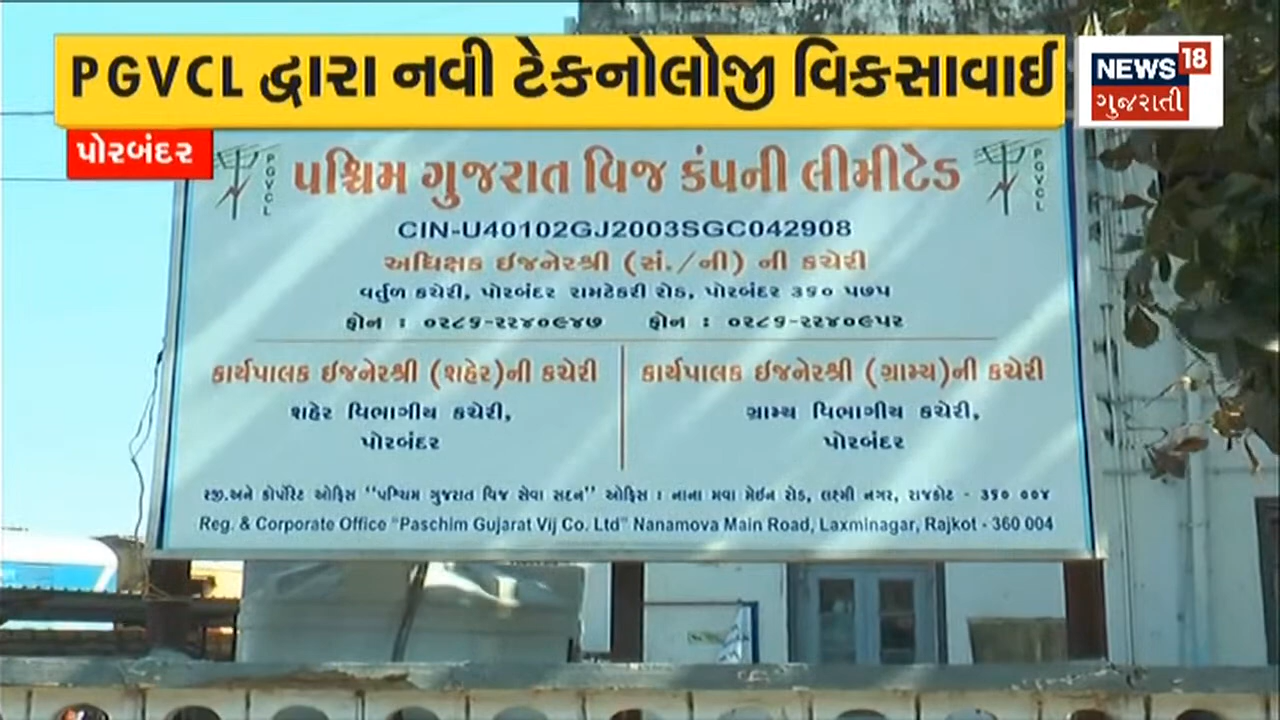 PGVCL દ્વારા નવી ટેકનોલોજી વિકસાવાઈ
NEWS 18
ગુજરાતી
પોરબંદર
PGVCL
પશ્ચિમ ગુજરાત વિજ કંપની લીમીટેડ
PGVCL
CIN-U40102GJ2003SGC042908
અધિક્ષક ઈજનેરશ્રી (સં./ની) ની કચેરી
વર્તુળ કચેરી, પોરબંદર રામટેકરી રોડ, પોરબંદર ૩૬૦ ૫૭૫
ફોન : ૦૨૮૬-૨૨૪૦૯૪૭ ફોન : ૦૨૮૬-૨૨૪૦૯૫૨
કાર્યપાલક ઈજનેરશ્રી (શહેર)ની કચેરી
શહેર વિભાગીય કચેરી,
પોરબંદર
કાર્યપાલક ઈજનેરશ્રી (ગ્રામ્ય)ની કચેરી
ગ્રામ્ય વિભાગીય કચેરી,
પોરબંદર
રજી.અને કોર્પોરેટ ઓફિસ "પશ્ચિમ ગુજરાત વિજ સેવા સદન" ઓફિસ : નાના મવા મેઈન રોડ, લક્ષ્મી નગર, રાજકોટ - ૩૬૦ ૦૦૪
Reg. & Corporate Office "Paschim Gujarat Vij Co. Ltd" Nanamova Main Road, Laxminagar, Rajkot - 360 004